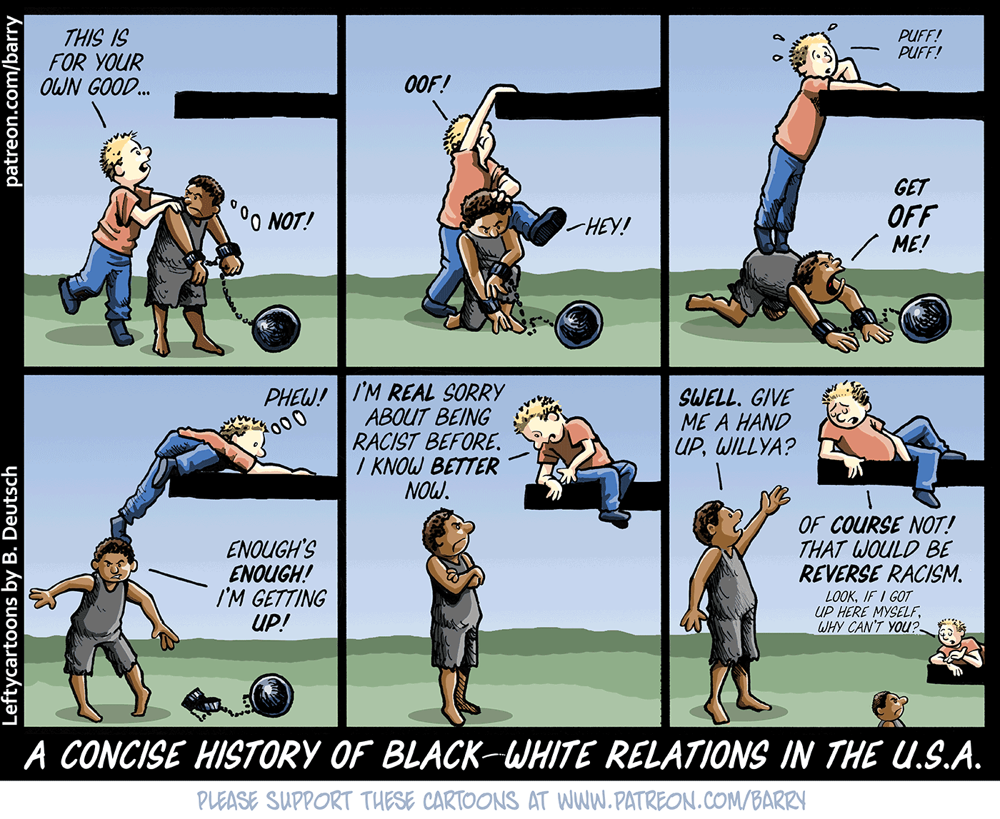 patreon.com/barry
THIS IS
FOR YOUR
OWN GOOD...
NOT!
OOF!
HEY!
PUFF!
PUFF!
GET
OFF
ME!
Leftycartoons by B. Deutsch
PHEW!
ENOUGH'S
ENOUGH!
I'M GETTING
UP!
I'M REAL SORRY
ABOUT BEING
RACIST BEFORE.
I KNOW BETTER
NOW.
SWELL. GIVE
ME A HAND
UP, WILLYA?
OF COURSE NOT!
THAT WOULD BE
REVERSE RACISM.
LOOK, IF I GOT
UP HERE MYSELF,
WHY CAN'T YOU?
A CONCISE HISTORY OF BLACK-WHITE RELATIONS IN THE U.S.A.
PLEASE SUPPORT THESE CARTOONS AT WWW.PATREON.COM/BARRY